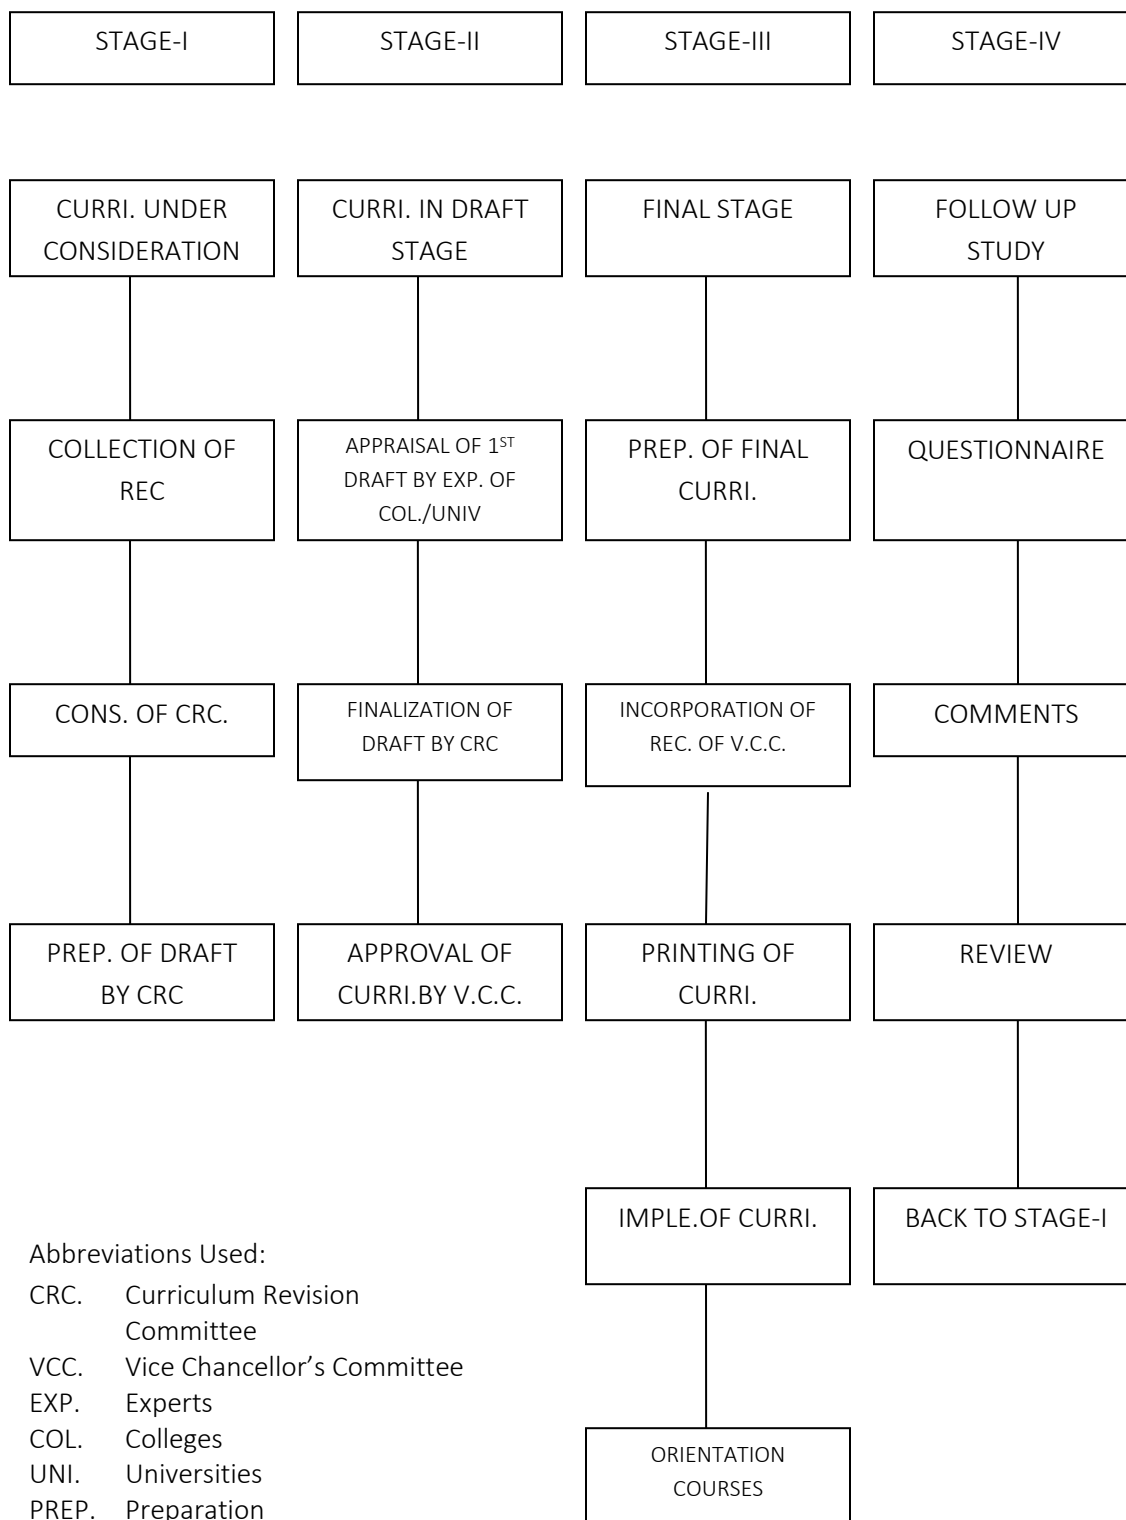 STAGE-I
STAGE-II
STAGE-III
STAGE-IV
CURRI. UNDER
CONSIDERATION
CURRI. IN DRAFT
STAGE
FINAL STAGE
FOLLOW UP
STUDY
COLLECTION OF
REC
APPRAISAL OF 1ST
DRAFT BY EXP. OF
COL./UNIV
PREP. OF FINAL
CURRI.
QUESTIONNAIRE
CONS. OF CRC.
FINALIZATION OF
DRAFT BY CRC
INCORPORATION OF
REC. OF V.C.C.
COMMENTS
PREP. OF DRAFT
BY CRC
APPROVAL OF
CURRI.BY V.C.C.
PRINTING OF
CURRI.
REVIEW
IMPLE.OF CURRI.
BACK TO STAGE-I
ORIENTATION
COURSES
Abbreviations Used:
CRC. Curriculum Revision
Committee
VCC. Vice Chancellor’s Committee
EXP. Experts
COL. Colleges
UNI. Universities
PREP. Preparation